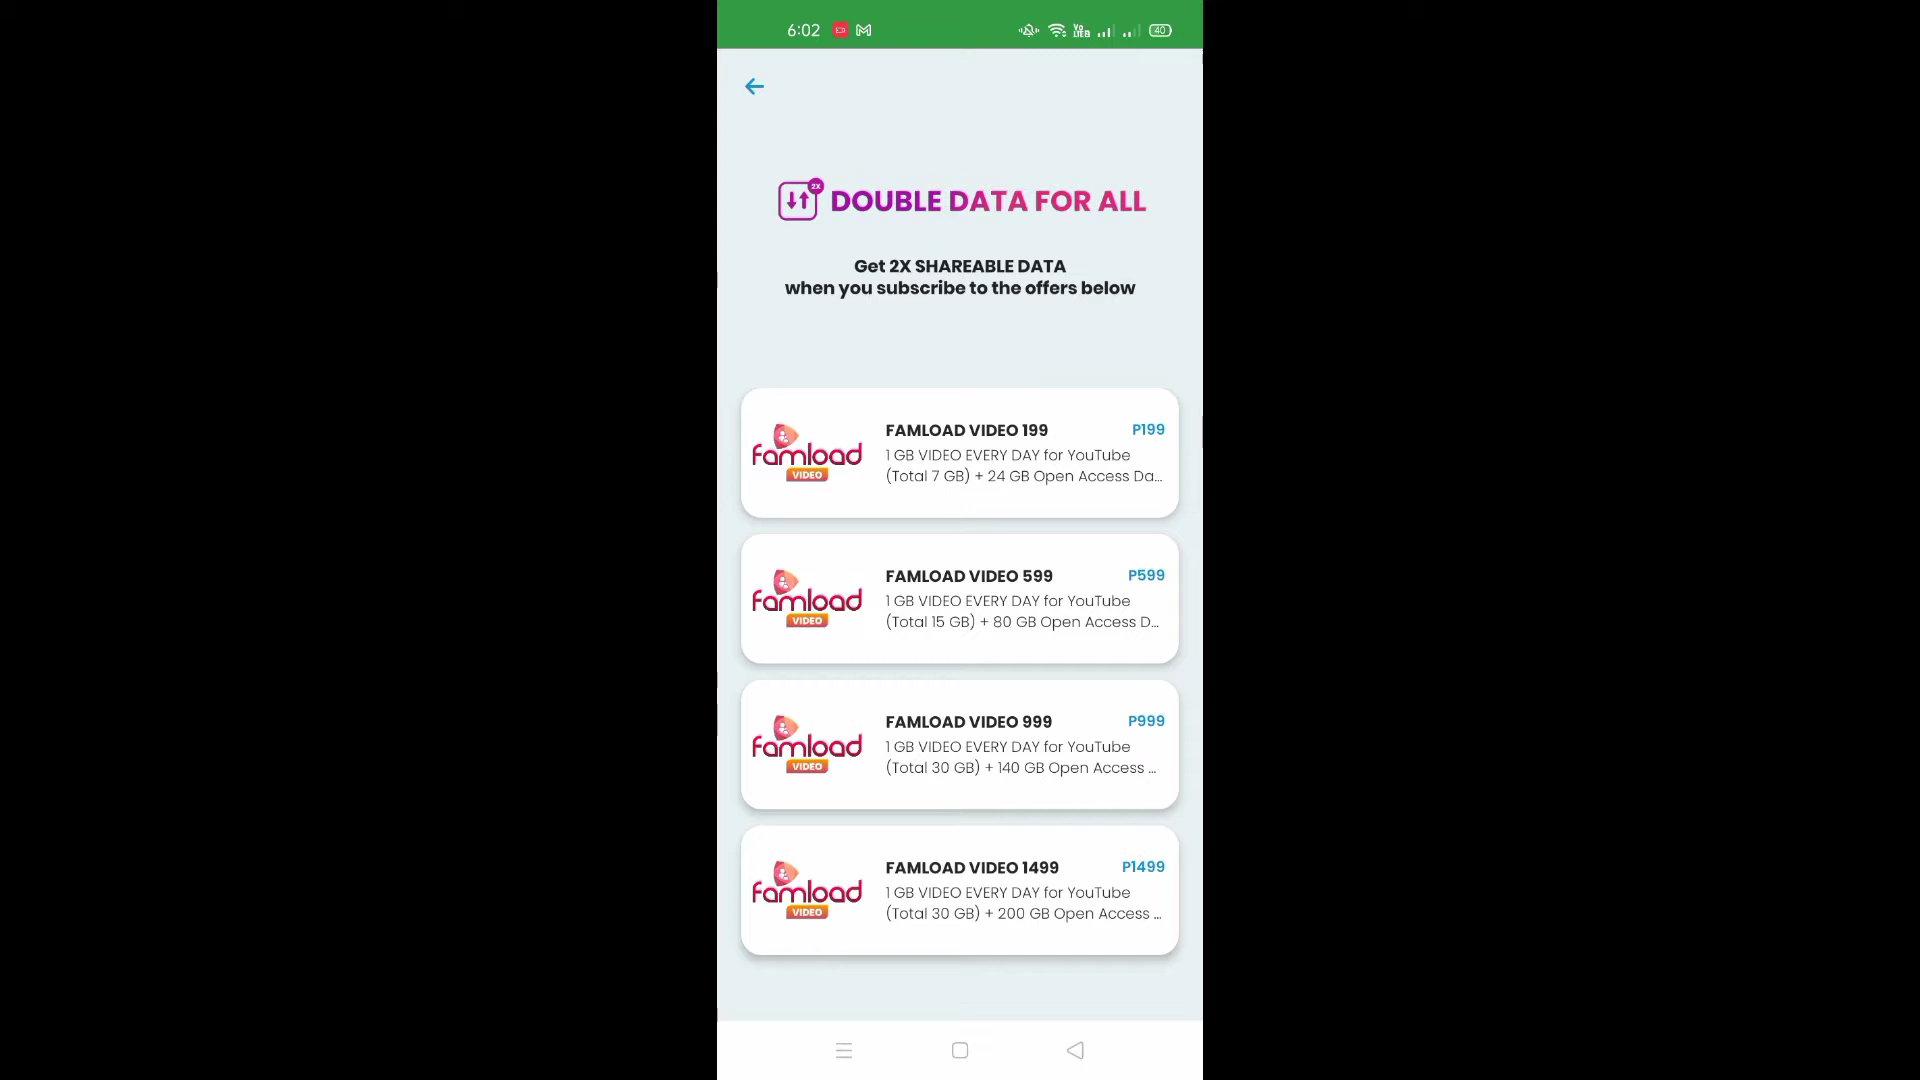 6:02
Vo
LTE B
40
2X
DOUBLE DATA FOR ALL
Get 2X SHAREABLE DATA
when you subscribe to the offers below
famload
VIDEO
FAMLOAD VIDEO 199
P199
1 GB VIDEO EVERY DAY for YouTube
(Total 7 GB) + 24 GB Open Access Da...
famload
VIDEO
FAMLOAD VIDEO 599
P599
1 GB VIDEO EVERY DAY for YouTube
(Total 15 GB) + 80 GB Open Access D...
famload
VIDEO
FAMLOAD VIDEO 999
P999
1 GB VIDEO EVERY DAY for YouTube
(Total 30 GB) + 140 GB Open Access ...
famload
VIDEO
FAMLOAD VIDEO 1499
P1499
1 GB VIDEO EVERY DAY for YouTube
(Total 30 GB) + 200 GB Open Access ...